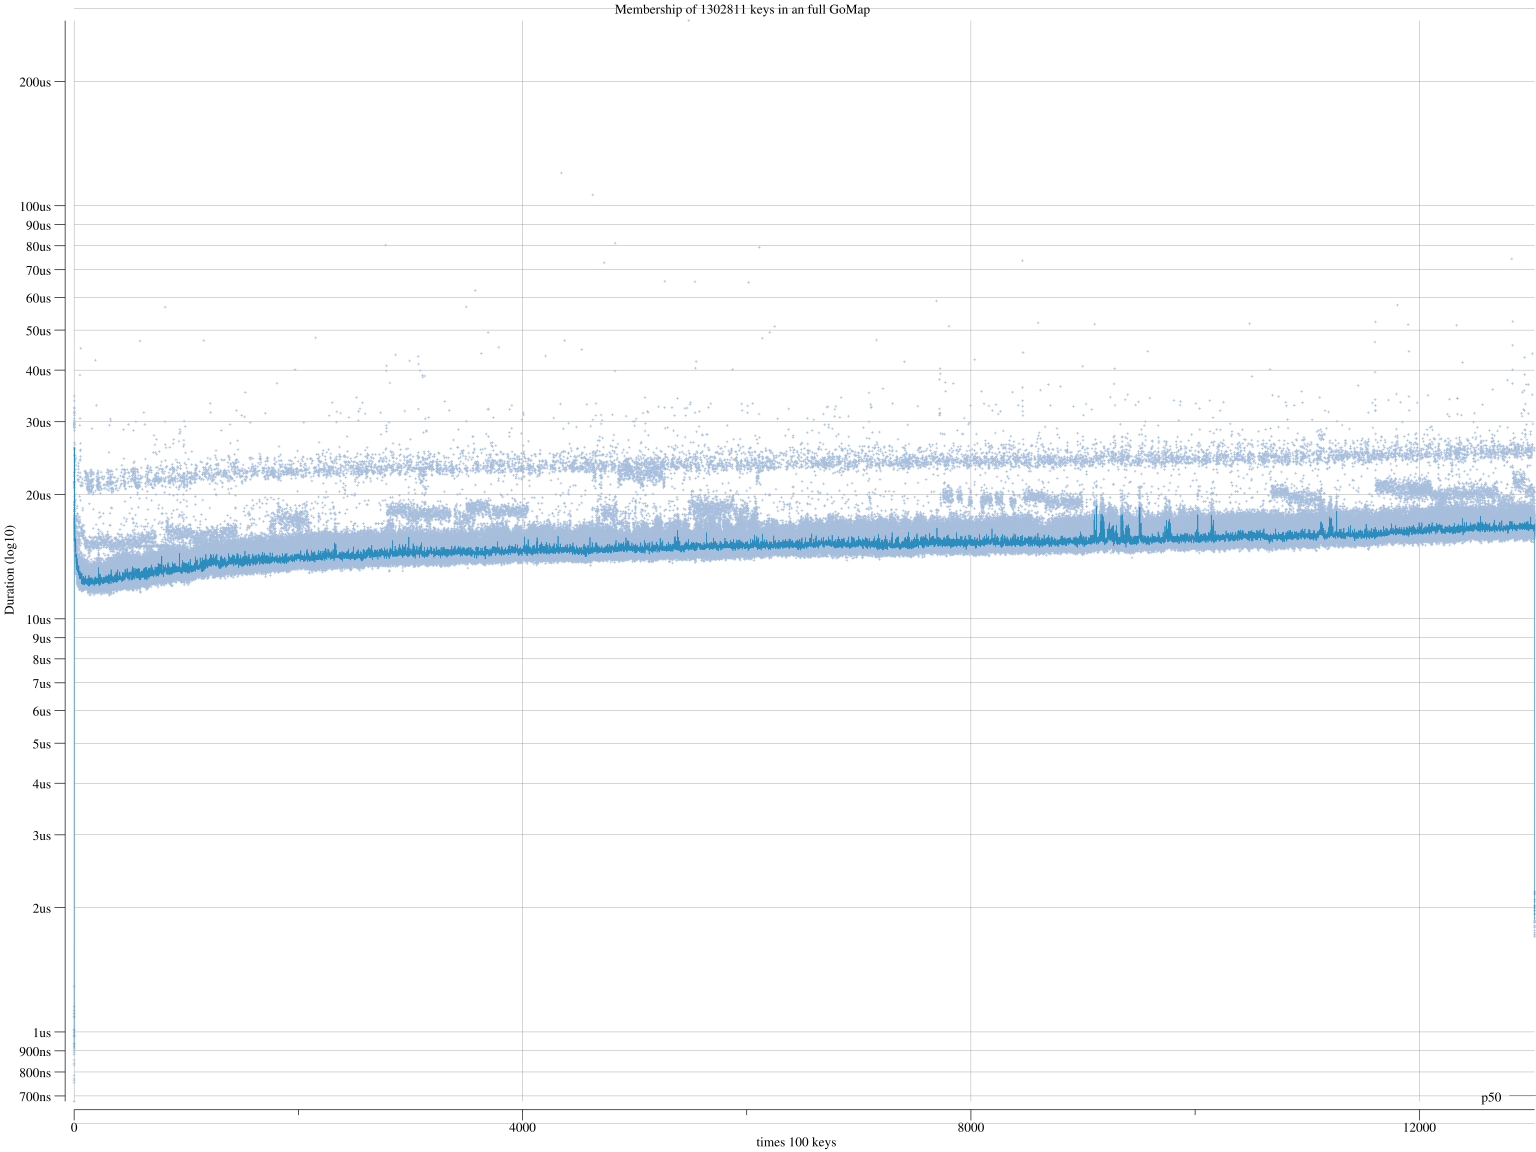 Membership of 1302811 keys in an full GoMap
200us
100us
90us
80us
70us
60us
50us
40us
30us
20us
10us
9us
8us
7us
6us
5us
4us
3us
2us
1us
900ns
800ns
700ns
Duration (log10)
p50
0
4000
8000
12000
times 100 keys